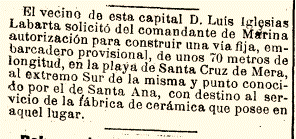 El vecino de esta capital D. Luis Iglesias
Labarta solicitó del comandante de Marina
autorización para construir una vía fija, em-
barcadero provisional, de unos 70 metros de
longitud, en la playa de Santa Cruz de Mera,
al extremo Sur de la misma y punto conoci-
do por el de Santa Ana, con destino al ser-
vicio de la fábrica de cerámica que posee en
aquel lugar.